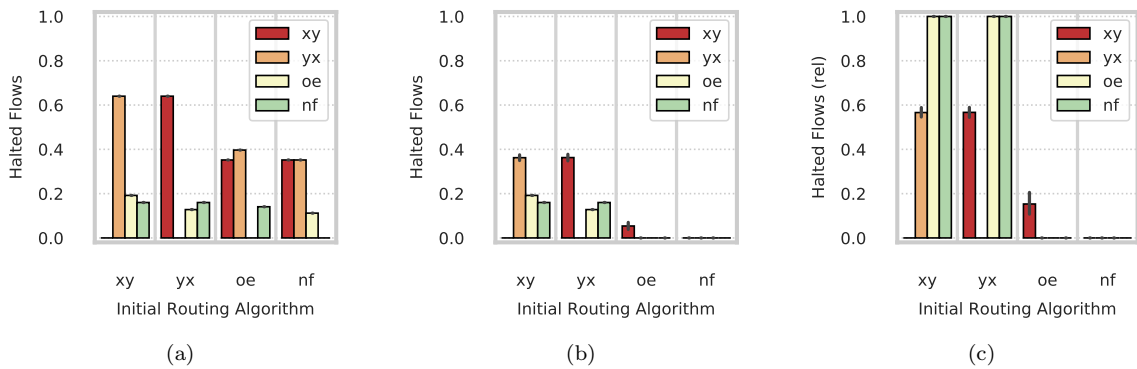 Halted Flows
1.0
0.8
0.6
0.4
0.2
0.0
xy
yx
oe
nf
xy yx oe nf
Initial Routing Algorithm
(a)
Halted Flows
1.0
0.8
0.6
0.4
0.2
0.0
xy
yx
oe
nf
xy yx oe nf
Initial Routing Algorithm
(b)
Halted Flows (rel)
1.0
0.8
0.6
0.4
0.2
0.0
xy
yx
oe
nf
xy yx oe nf
Initial Routing Algorithm
(c)